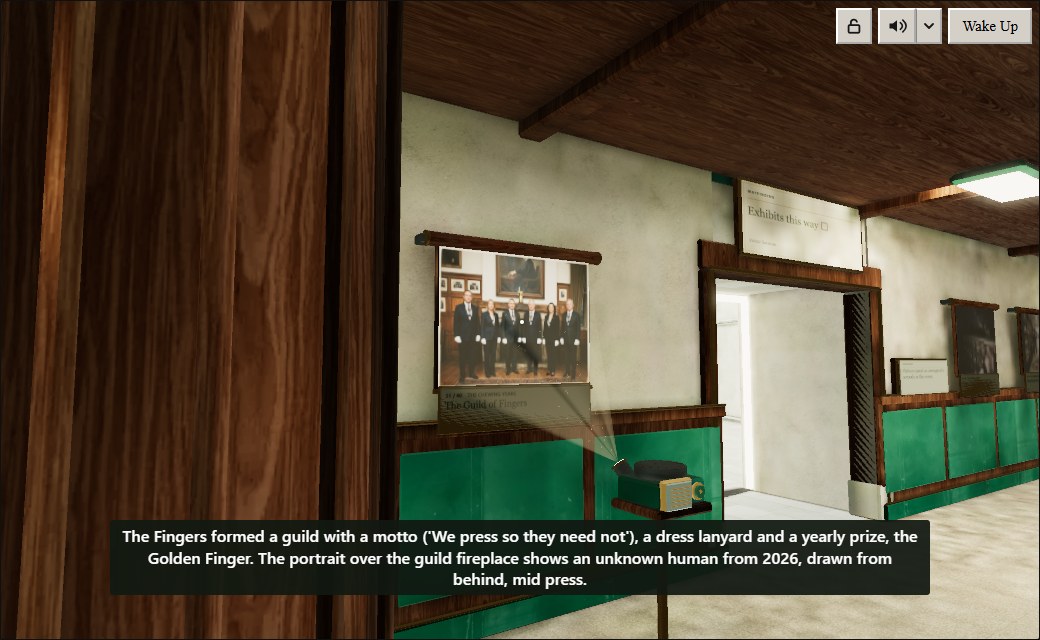 Wake Up
Exhibits this way
The Guild of Fingers
The Fingers formed a guild with a motto ('We press so they need not'), a dress lanyard and a yearly prize, the
Golden Finger. The portrait over the guild fireplace shows an unknown human from 2026, drawn from
behind, mid press.